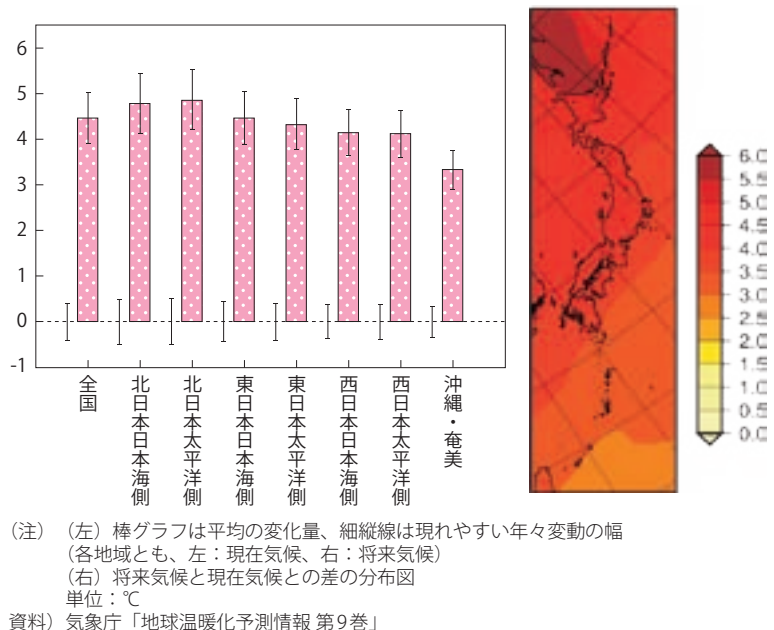 6
5
4
3
2
1
0
-1
全国
北日本日本海側
北日本太平洋側
東日本日本海側
東日本太平洋側
西日本日本海側
西日本太平洋側
沖縄・奄美
6.0
5.5
5.0
4.5
4.0
3.5
3.0
2.5
2.0
1.5
1.0
0.5
0.0
(注) (左) 棒グラフは平均の変化量、細縦線は現れやすい年々変動の幅
(各地域とも、左:現在気候、右:将来気候)
(右) 将来気候と現在気候との差の分布図
単位:℃
資料) 気象庁「地球温暖化予測情報 第9巻」